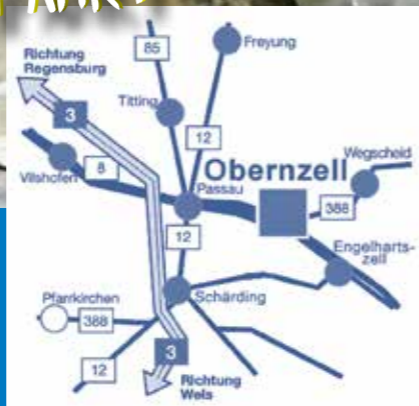 Richtung
Regensburg
85
Freyung
Titting
3
12
Wegscheid
Obernzell
Vilshofen
8
Passau
388
12
Engelharts-
zell
Pfarrkirchen
Schärding
388
3
12
Richtung
Wels